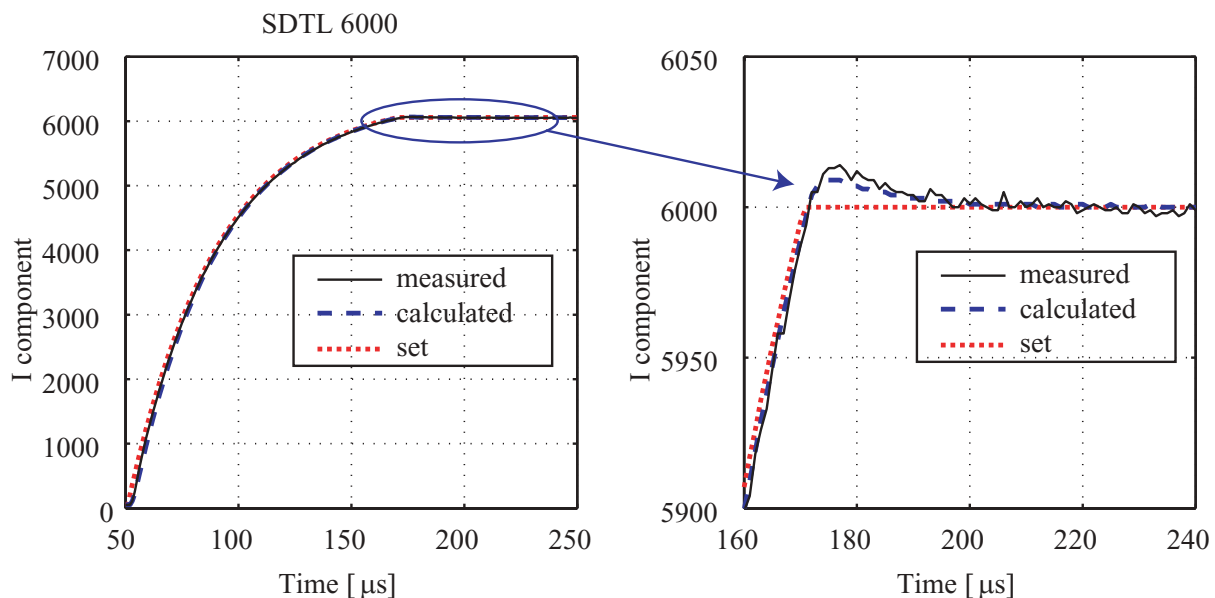 SDTL 6000
7000
6000
5000
4000
3000
2000
1000
0
I component
measured
calculated
set
50 100 150 200 250
Time [ μs]
6050
6000
5950
5900
I component
measured
calculated
set
160 180 200 220 240
Time [ μs]